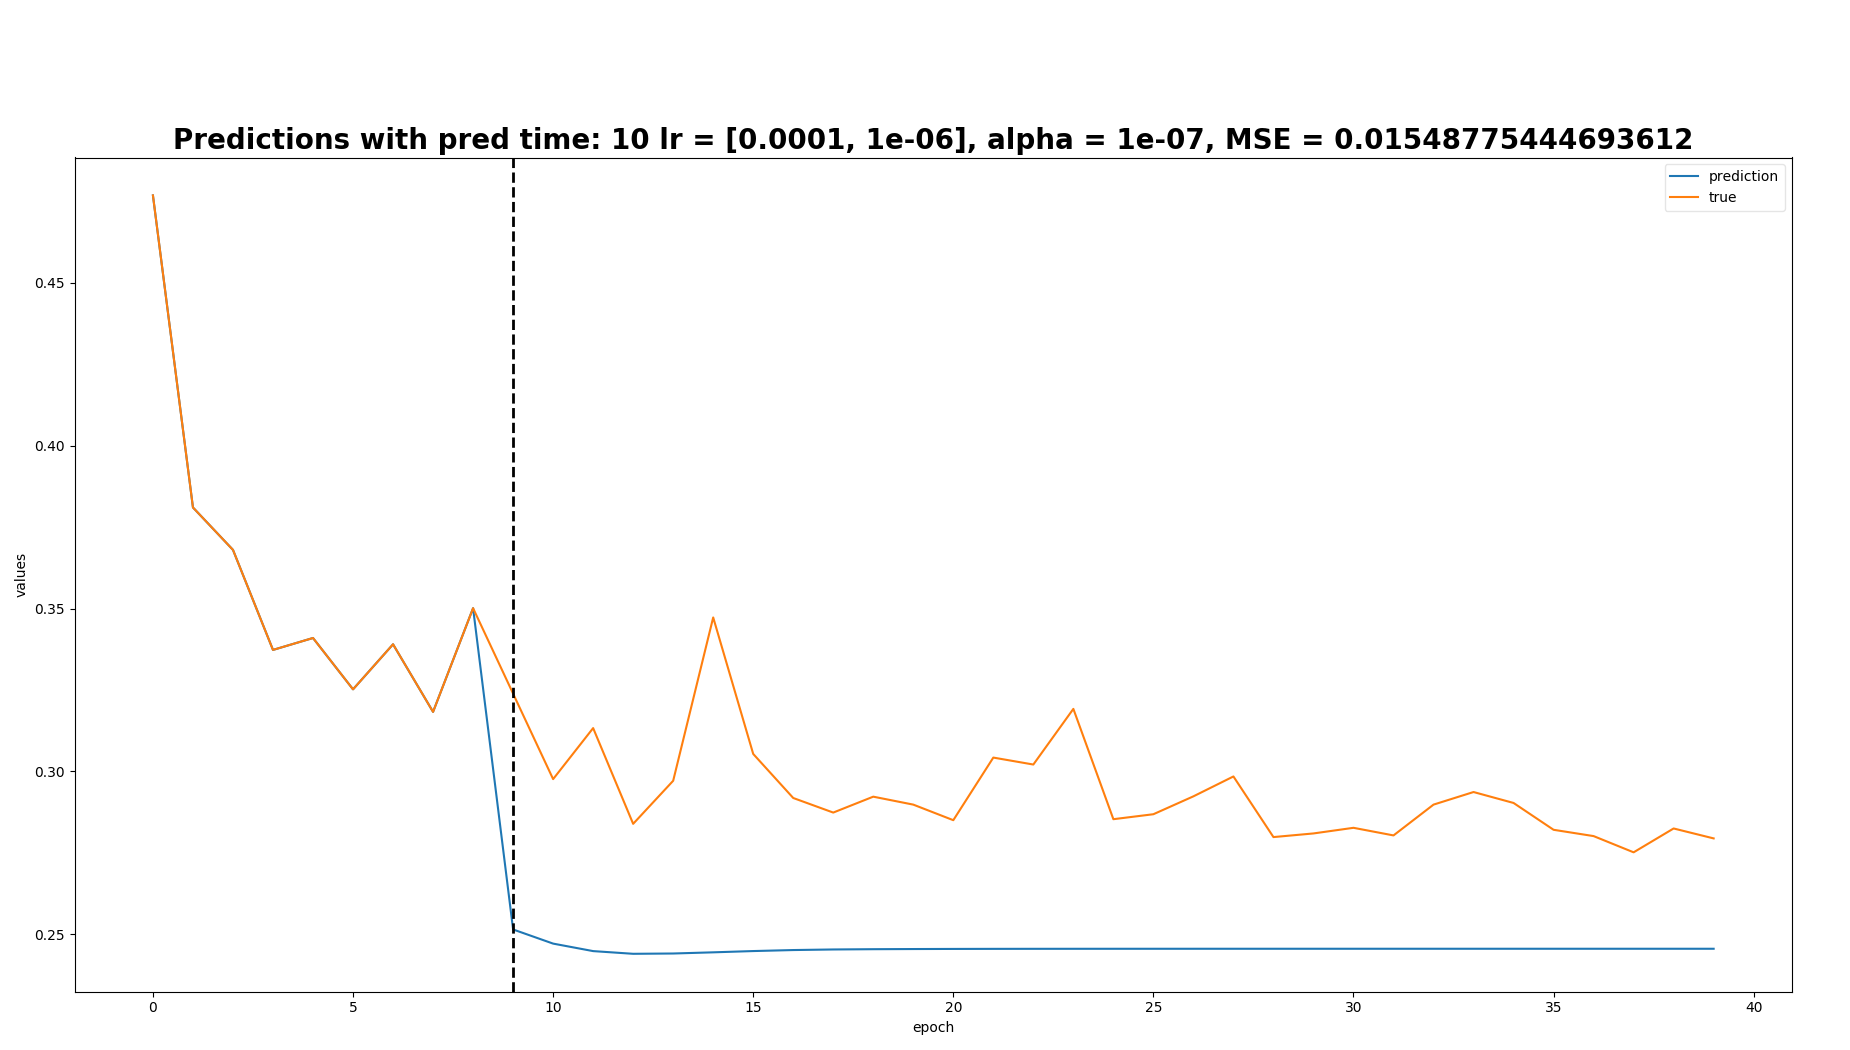 Predictions with pred time: 10 lr = [0.0001, 1e-06], alpha = 1e-07, MSE = 0.01548775444693612
prediction
true
0.45
0.40
0.35
0.30
0.25
values
0 5 10 15 20 25 30 35 40
epoch